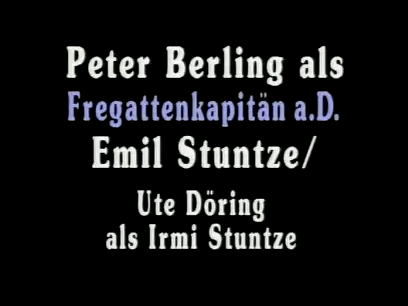 Peter Berling als
Fregattenkapitän a.D.
Emil Stuntze/
Ute Döring
als Irmi Stuntze